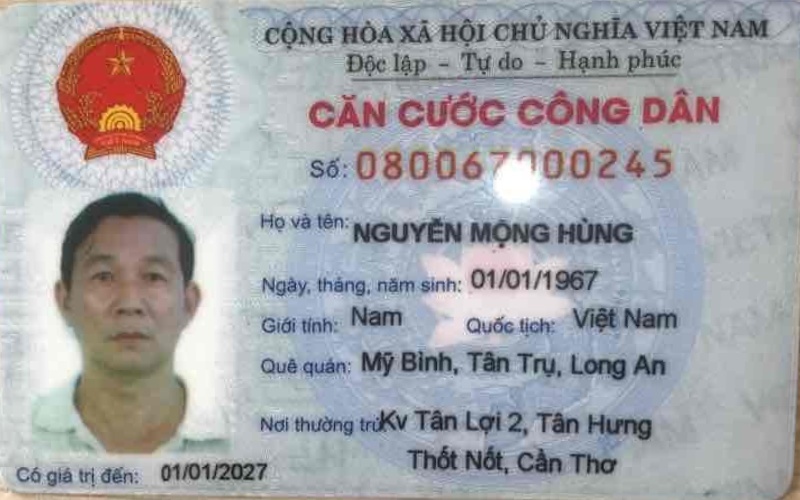 CỘNG HÒA XÃ HỘI CHỦ NGHĨA VIỆT NAM
Độc lập - Tự do - Hạnh phúc
CĂN CƯỚC CÔNG DÂN
Số:
Họ và tên: NGUYỄN MỘNG HÙNG
Ngày, tháng, năm sinh: 01/01/1967
Giới tính: Nam Quốc tịch: Việt Nam
Quê quán: Mỹ Bình, Tân Trụ, Long An
Nơi thường trú: Kv Tân Lợi 2, Tân Hưng
Thốt Nốt, Cần Thơ
Có giá trị đến: 01/01/2027